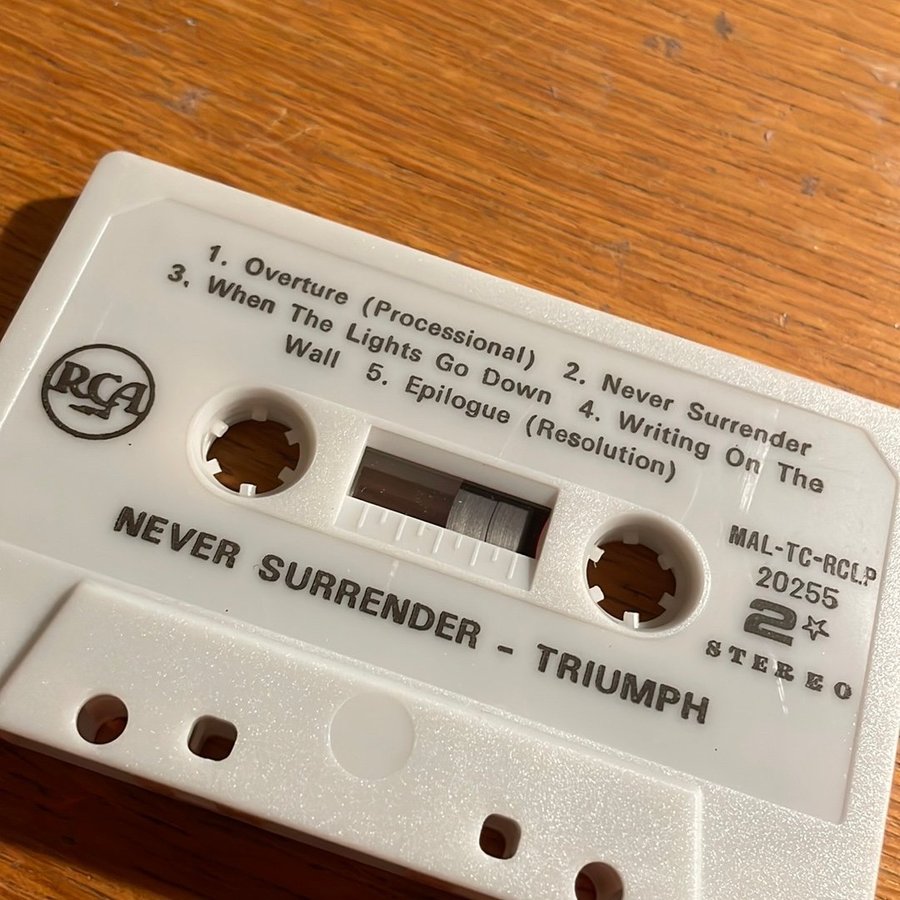 1. Overture (Processional) 2. Never Surrender
3. When The Lights Go Down 4. Writing On The
Wall 5. Epilogue (Resolution)
RCA
MAL-TC-RCLP
20255
2☆
STEREO
NEVER SURRENDER - TRIUMPH